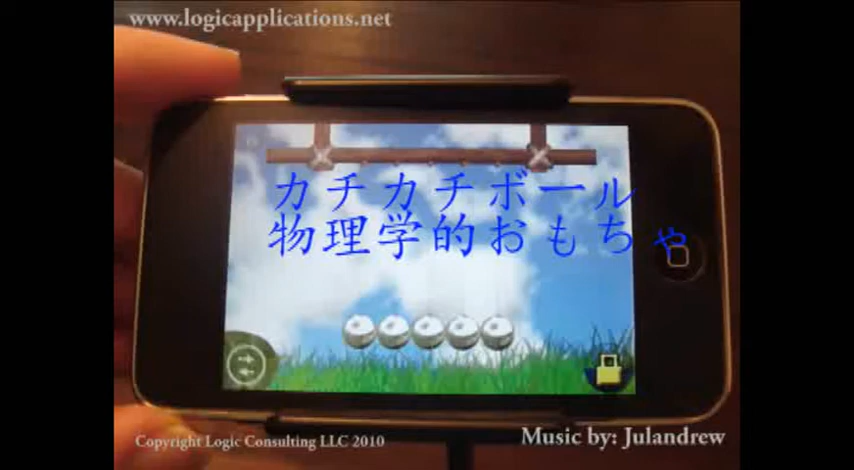 www.logicapplications.net
カチカチボール
物理学的おもちゃ
Copyright Logic Consulting LLC 2010
Music by: Julandrew